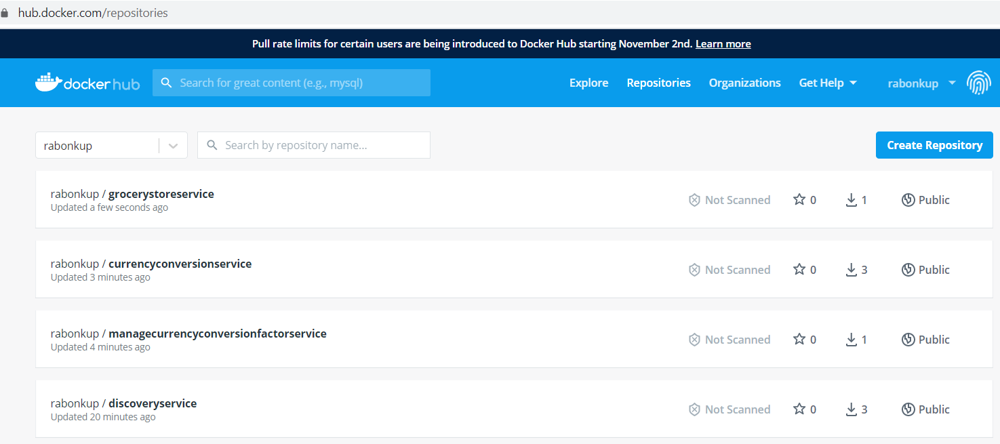 hub.docker.com/repositories
Pull rate limits for certain users are being introduced to Docker Hub starting November 2nd. Learn more
docker hub Search for great content (e.g., mysql) Explore Repositories Organizations Get Help rabonkup
rabonkup Search by repository name... Create Repository
rabonkup / grocerystoreservice
Updated a few seconds ago
Not Scanned 0 1 Public
rabonkup / currencyconversionservice
Updated 3 minutes ago
Not Scanned 0 3 Public
rabonkup / managecurrencyconversionfactorservice
Updated 4 minutes ago
Not Scanned 0 1 Public
rabonkup / discoveryservice
Updated 20 minutes ago
Not Scanned 0 3 Public